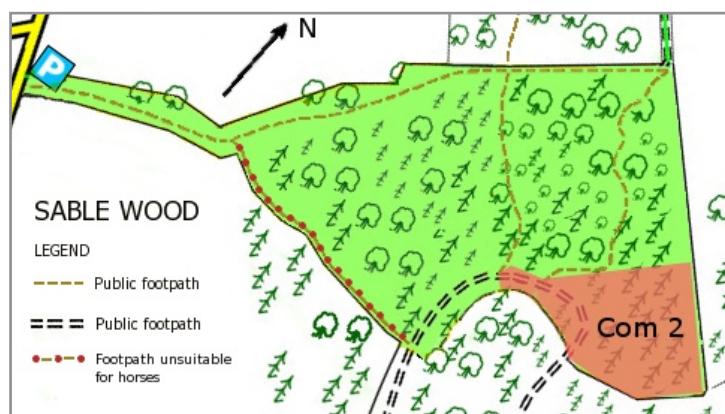 P
N
SABLE WOOD
LEGEND
Public footpath
Public footpath
Footpath unsuitable
for horses
Com 2